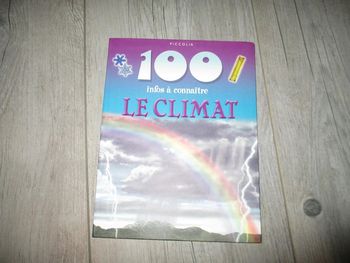 PICCOLIA
100
infos à connaître
LE CLIMAT